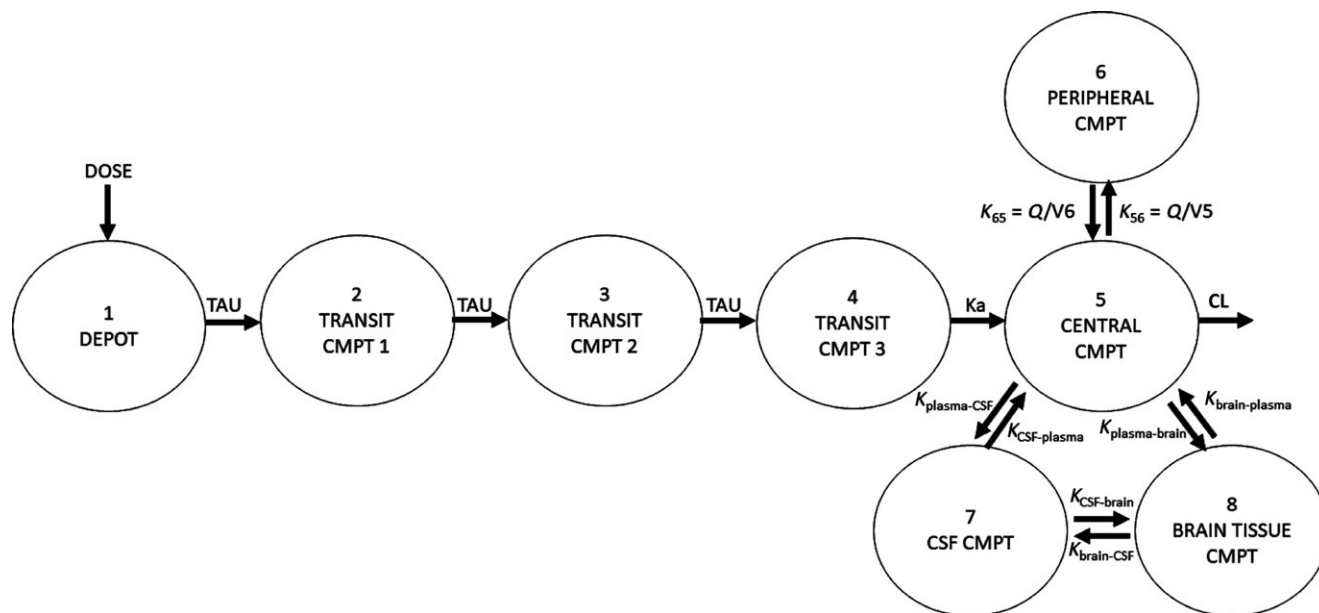 6
PERIPHERAL
CMPT
DOSE
K65 = Q/V6
K56 = Q/V5
1
DEPOT
TAU
2
TRANSIT
CMPT 1
TAU
3
TRANSIT
CMPT 2
TAU
4
TRANSIT
CMPT 3
Ka
5
CENTRAL
CMPT
CL
Kplasma-CSF
KCSF-plasma
Kplasma-brain
Kbrain-plasma
7
CSF CMPT
KCSF-brain
Kbrain-CSF
8
BRAIN TISSUE
CMPT